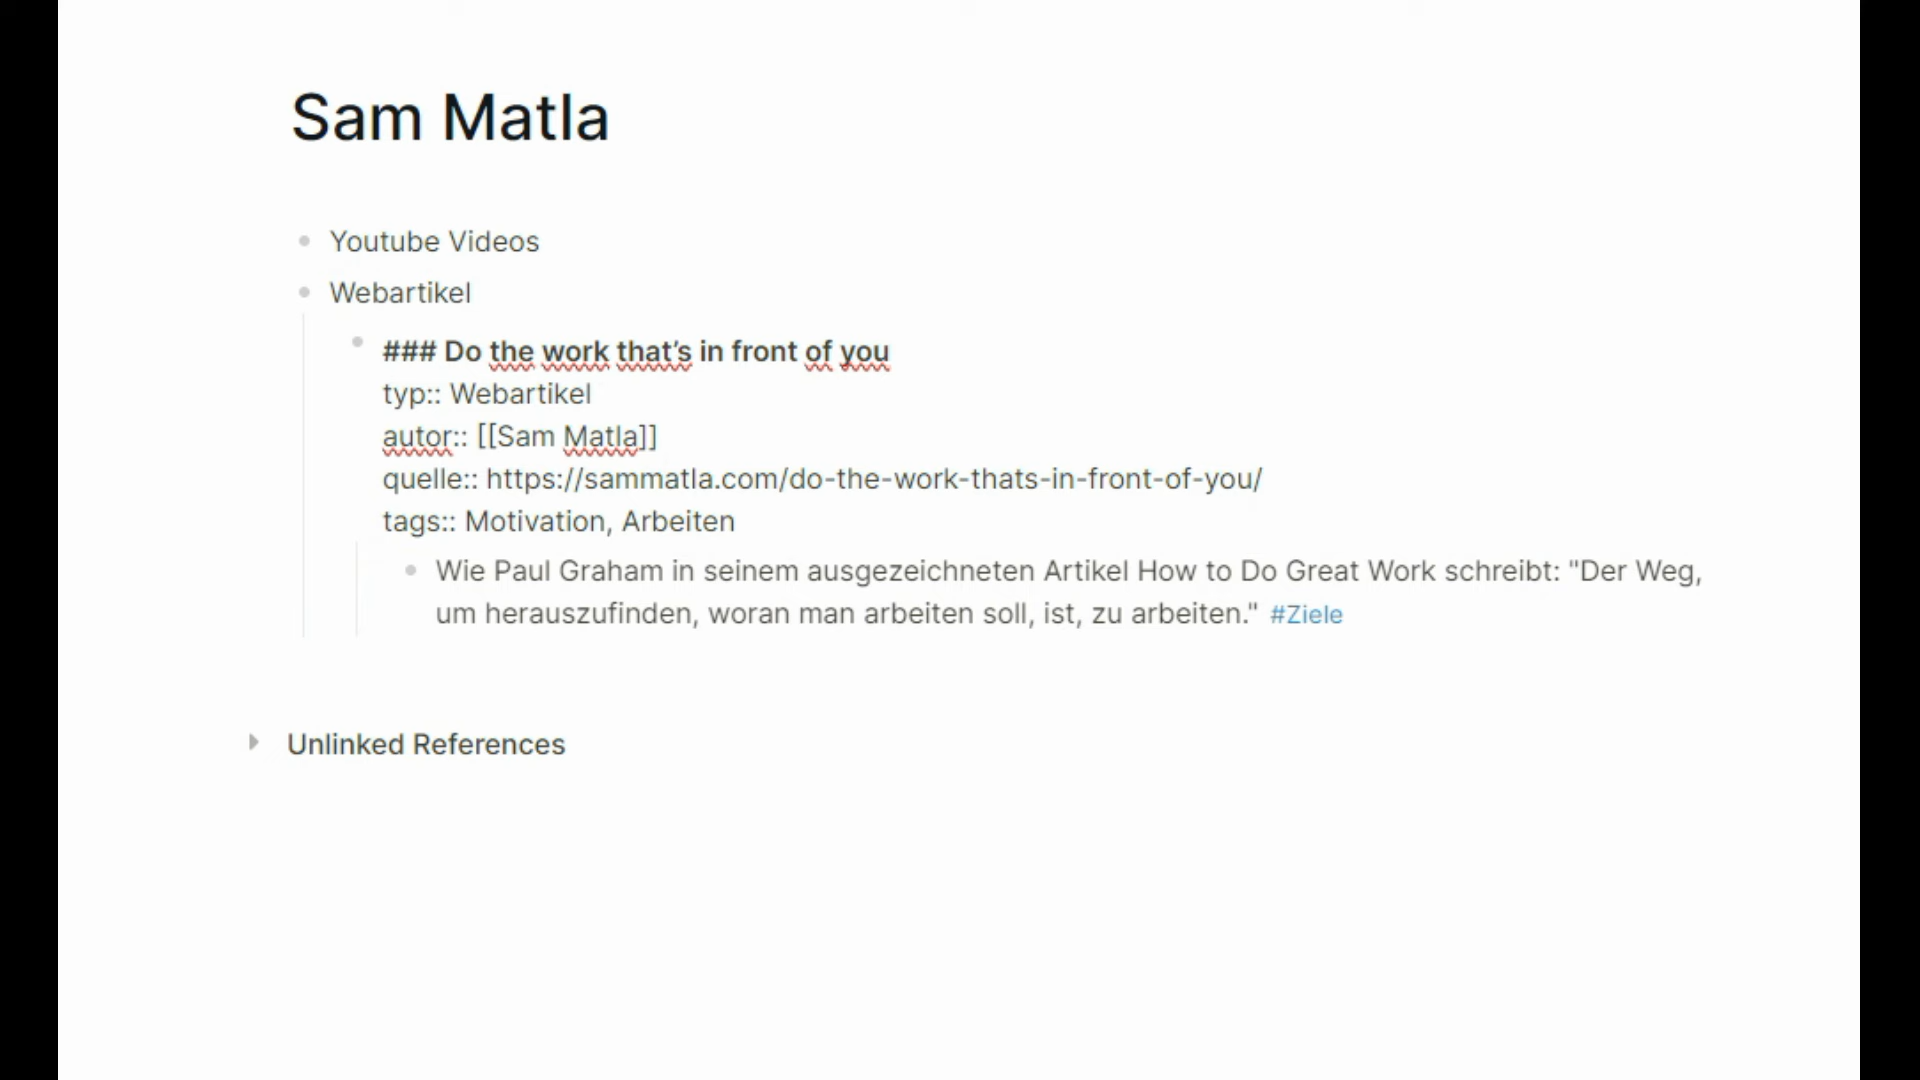 Sam Matla
Youtube Videos
Webartikel
### Do the work that’s in front of you
typ:: Webartikel
autor:: [[Sam Matla]]
quelle:: https://sammatla.com/do-the-work-thats-in-front-of-you/
tags:: Motivation, Arbeiten
Wie Paul Graham in seinem ausgezeichneten Artikel How to Do Great Work schreibt: "Der Weg,
um herauszufinden, woran man arbeiten soll, ist, zu arbeiten." #Ziele
Unlinked References